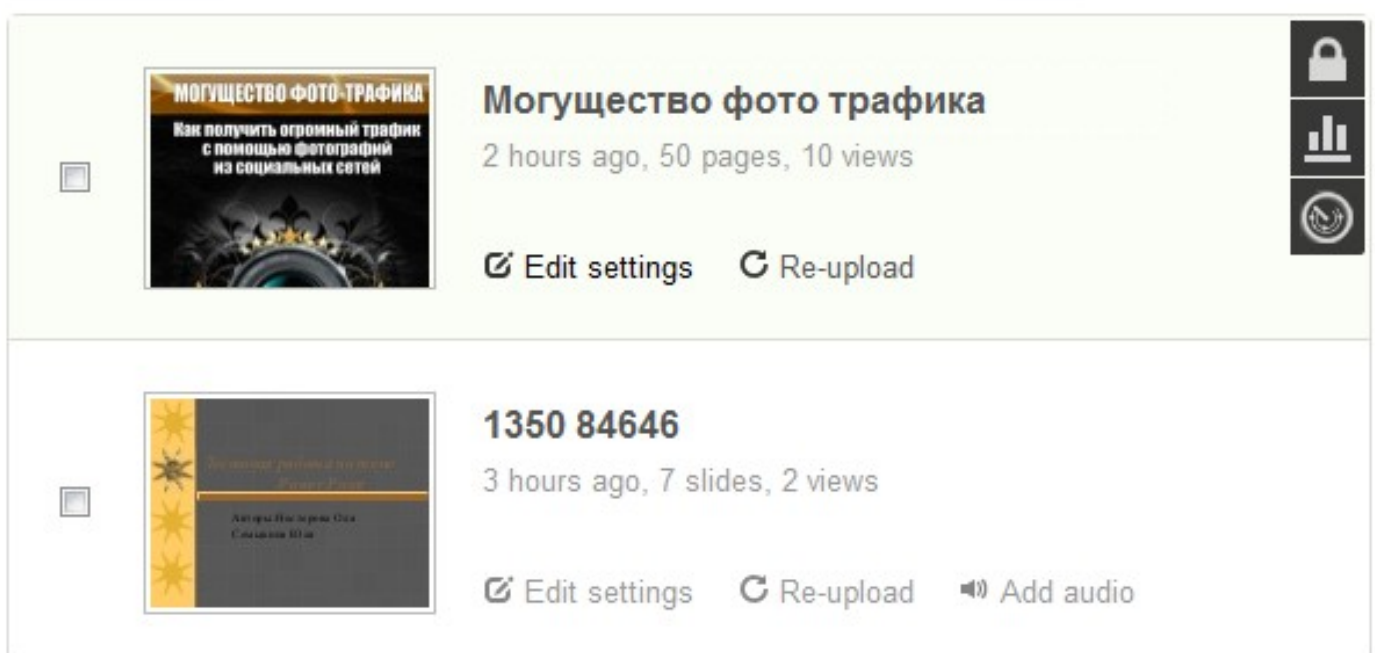 МОГУЩЕСТВО ФОТО-ТРАФИКА
Как получить огромный трафик
с помощью фотографий
из социальных сетей
Могущество фото трафика
2 hours ago, 50 pages, 10 views
Edit settings
Re-upload
Авторы
1350 84646
3 hours ago, 7 slides, 2 views
Edit settings
Re-upload
Add audio